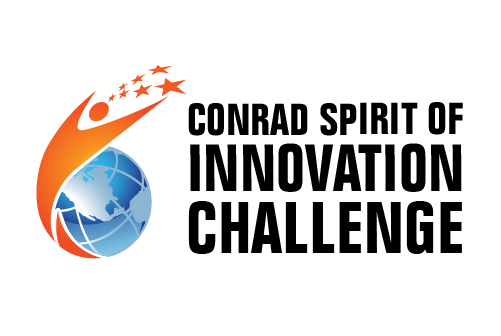 CONRAD SPIRIT OF
INNOVATION
CHALLENGE